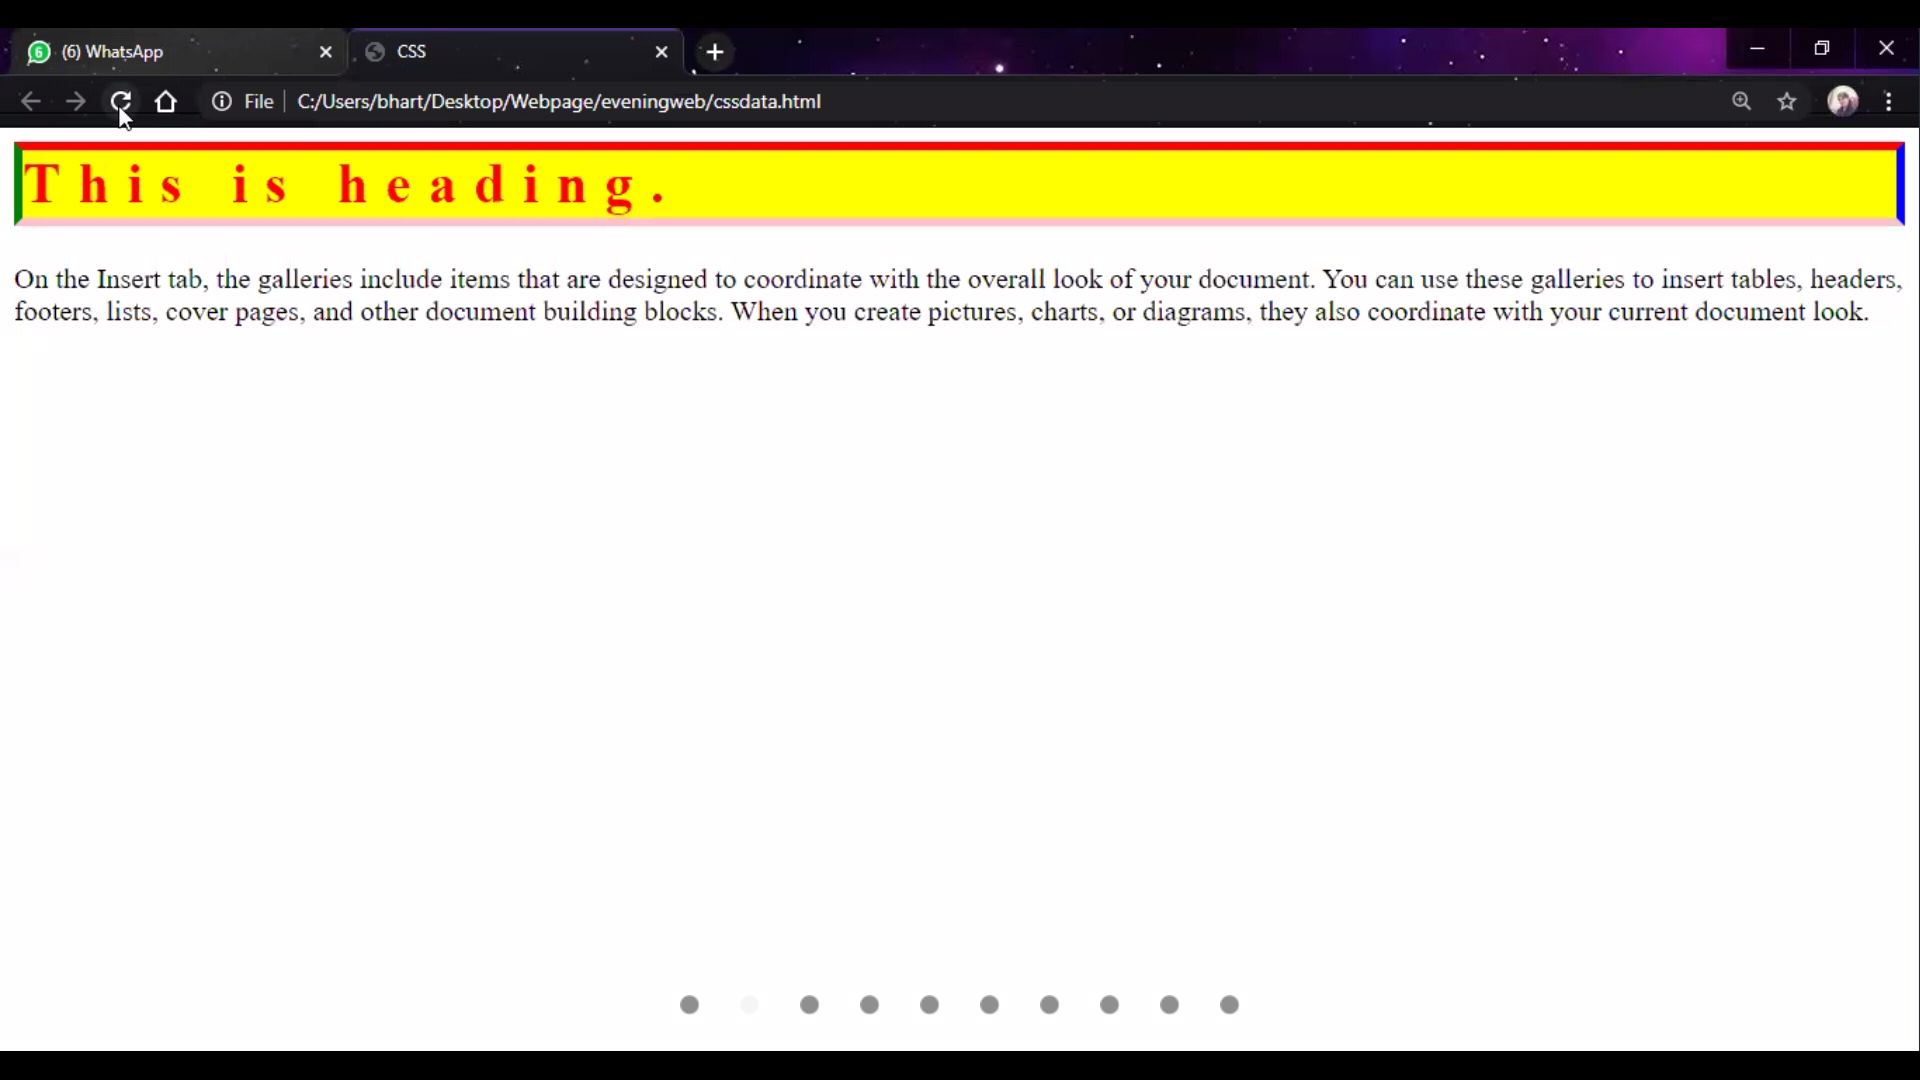 (6) WhatsApp
CSS
File
C:/Users/bhart/Desktop/Webpage/eveningweb/cssdata.html
This is heading.
On the Insert tab, the galleries include items that are designed to coordinate with the overall look of your document. You can use these galleries to insert tables, headers,
footers, lists, cover pages, and other document building blocks. When you create pictures, charts, or diagrams, they also coordinate with your current document look.